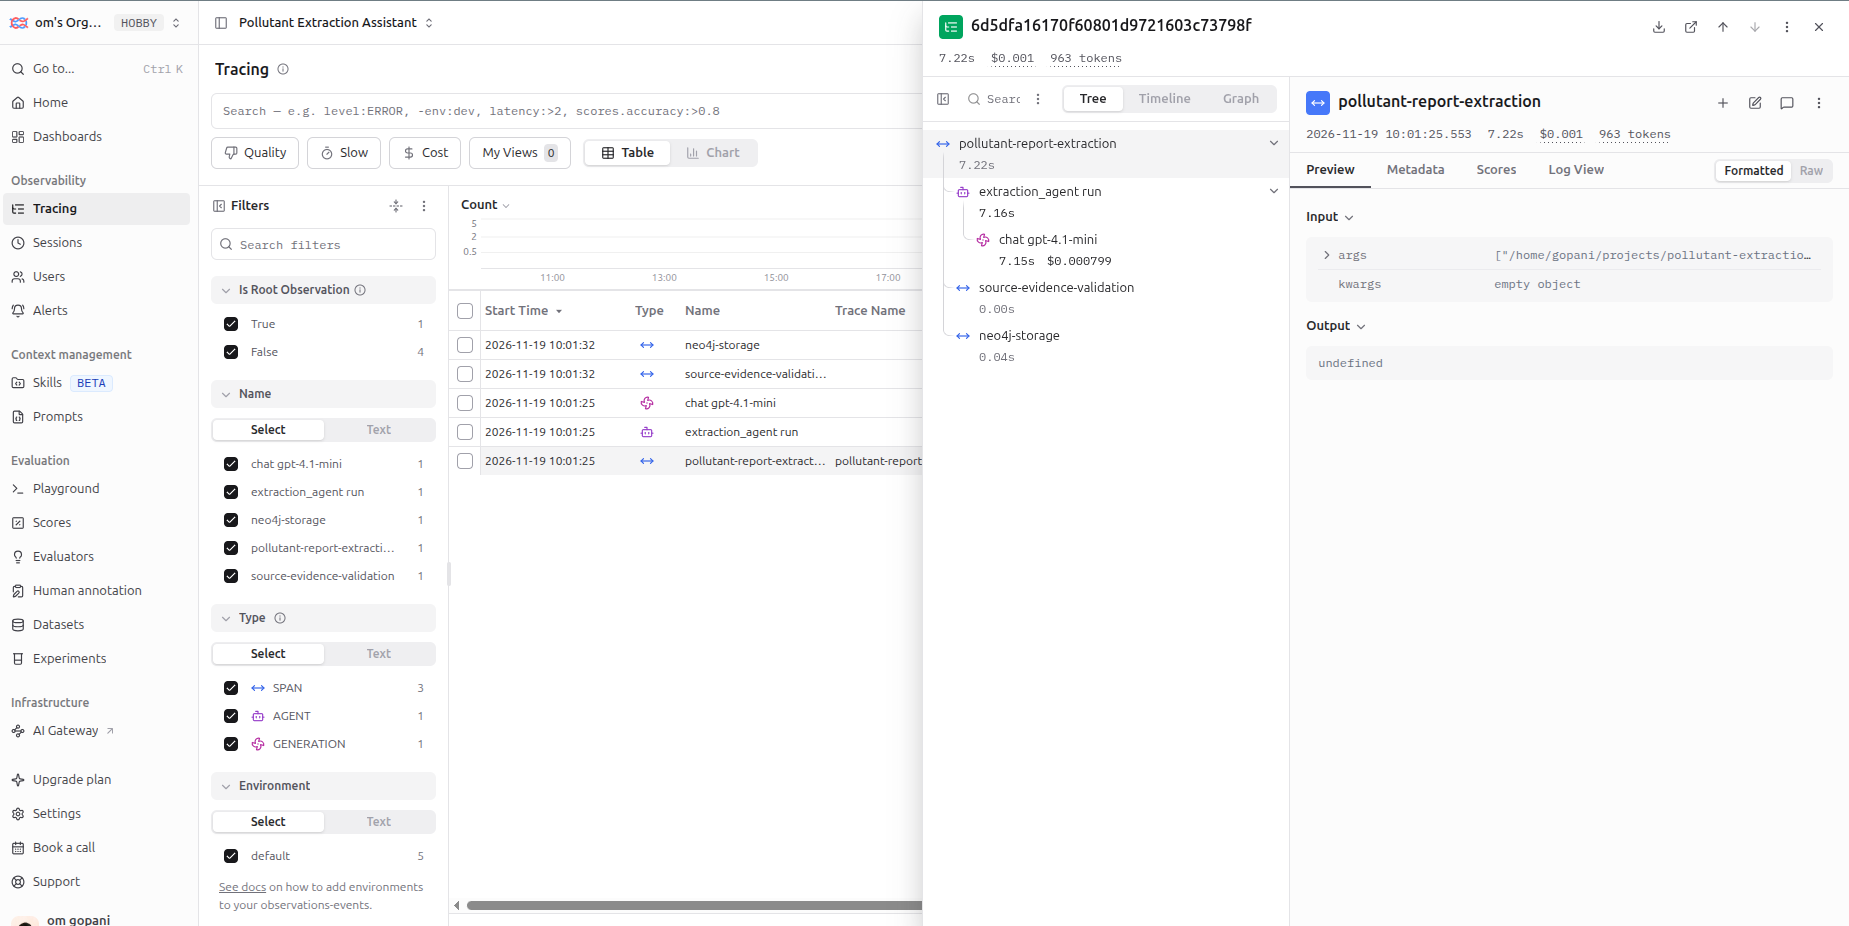 om's Org...
HOBBY
Go to...
Ctrl K
Home
Dashboards
Observability
Tracing
Sessions
Users
Alerts
Context management
Skills
BETA
Prompts
Evaluation
Playground
Scores
Evaluators
Human annotation
Datasets
Experiments
Infrastructure
AI Gateway
Upgrade plan
Settings
Book a call
Support
om gopani
Pollutant Extraction Assistant
Tracing
Search — e.g. level:ERROR, -env:dev, latency:>2, scores.accuracy:>0.8
Quality
Slow
Cost
My Views 0
Table
Chart
Filters
Search filters
Is Root Observation
True 1
False 4
Name
Select Text
chat gpt-4.1-mini 1
extraction_agent run 1
neo4j-storage 1
pollutant-report-extracti... 1
source-evidence-validation 1
Type
Select Text
SPAN 3
AGENT 1
GENERATION 1
Environment
Select Text
default 5
See docs on how to add environments
to your observations-events.
Count
5
2
0.5
11:00 13:00 15:00 17:00
Start Time Type Name Trace Name
2026-11-19 10:01:32 neo4j-storage
2026-11-19 10:01:32 source-evidence-validati...
2026-11-19 10:01:25 chat gpt-4.1-mini
2026-11-19 10:01:25 extraction_agent run
2026-11-19 10:01:25 pollutant-report-extract... pollutant-report
6d5dfa16170f60801d9721603c73798f
7.22s $0.001 963 tokens
Searc
Tree Timeline Graph
pollutant-report-extraction
7.22s
extraction_agent run
7.16s
chat gpt-4.1-mini
7.15s $0.000799
source-evidence-validation
0.00s
neo4j-storage
0.04s
pollutant-report-extraction
2026-11-19 10:01:25.553 7.22s $0.001 963 tokens
Preview Metadata Scores Log View
Formatted Raw
Input
args ["/home/gopani/projects/pollutant-extractio...
kwargs empty object
Output
undefined